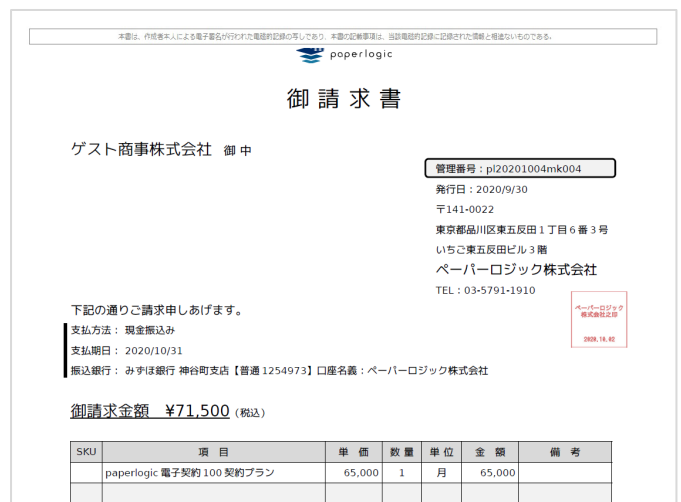 本書は、作成者本人による電子署名が行われた電磁的記録の写しであり、本書の記載事項は、当該電磁的記録に記録された情報と相違ないものである。
paperlogic
御請求書
ゲスト商事株式会社 御中
管理番号：pl20201004mk004
発行日：2020/9/30
〒141-0022
東京都品川区東五反田１丁目６番３号
いちご東五反田ビル３階
ペーパーロジック株式会社
TEL：03-5791-1910
ペーパーロジック
株式会社之印
2020.10.02
下記の通りご請求申しあげます。
支払方法： 現金振込み
支払期日： 2020/10/31
振込銀行： みずほ銀行 神谷町支店【普通 1254973】口座名義：ペーパーロジック株式会社
御請求金額 ¥71,500（税込）
SKU 項目 単価 数量 単位 金額 備考
paperlogic 電子契約 100 契約プラン 65,000 1 月 65,000